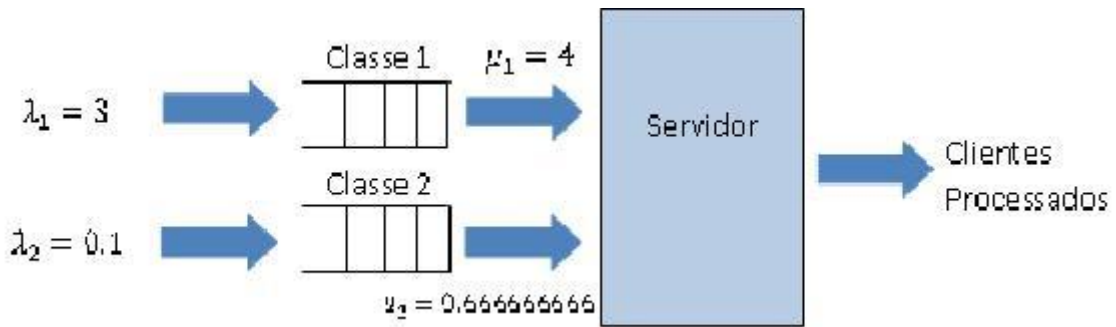 Classe 1
μ₁ = 4
λ₁ = 3
Servidor
Clientes
Processados
Classe 2
λ₂ = 0.1
μ₂ = 0.666666666